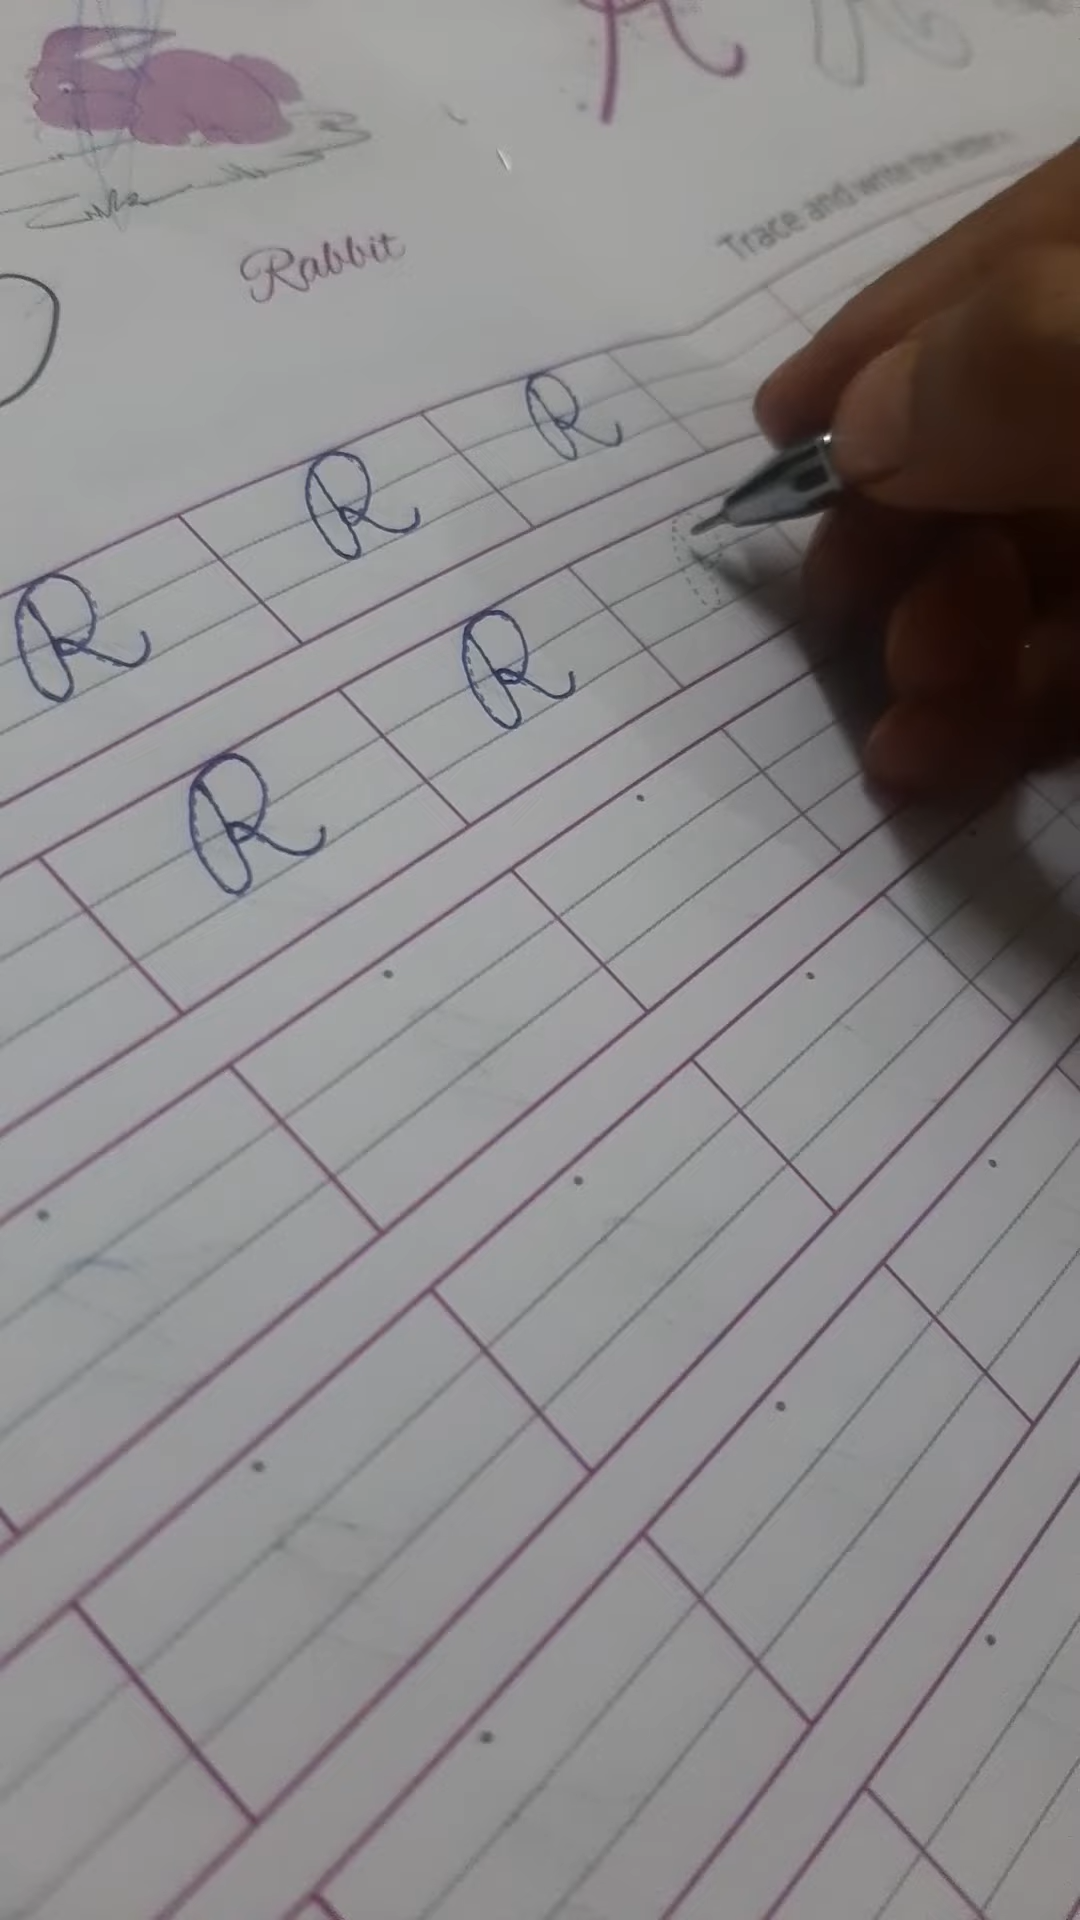 R
Rabbit
Trace and write the letter
R R R
R R